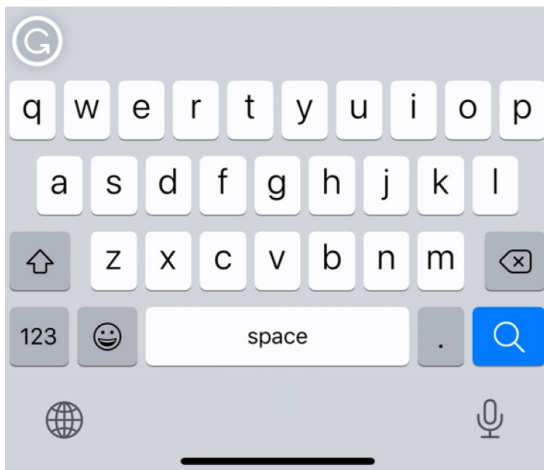 G
q w e r t y u i o p
a s d f g h j k l
z x c v b n m
123 space .